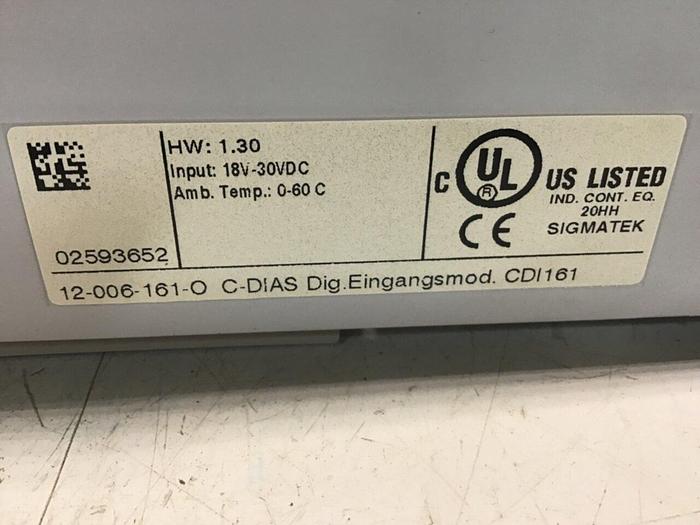 HW: 1.30
Input: 18V-30VDC
Amb. Temp.: 0-60 C
02593652
C UL US LISTED
®
IND. CONT. EQ.
20HH
CE SIGMATEK
12-006-161-O C-DIAS Dig.Eingangsmod. CDI161